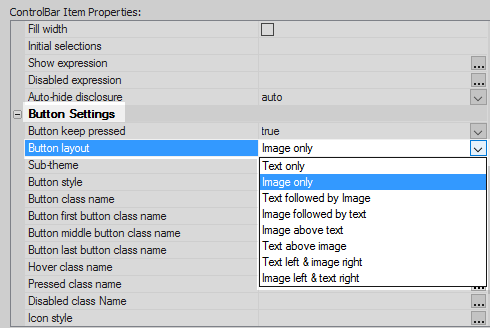 ControlBar Item Properties:
Fill width
Initial selections
Show expression ...
Disabled expression ...
Auto-hide disclosure auto
Button Settings
Button keep pressed true
Button layout Image only
Sub-theme Text only
Button style Image only
Button class name Text followed by Image
Button first button class name Image followed by text
Button middle button class name Image above text
Button last button class name Text above image
Hover class name Text left & image right
Pressed class name Image left & text right
Disabled class Name ...
Icon style ...